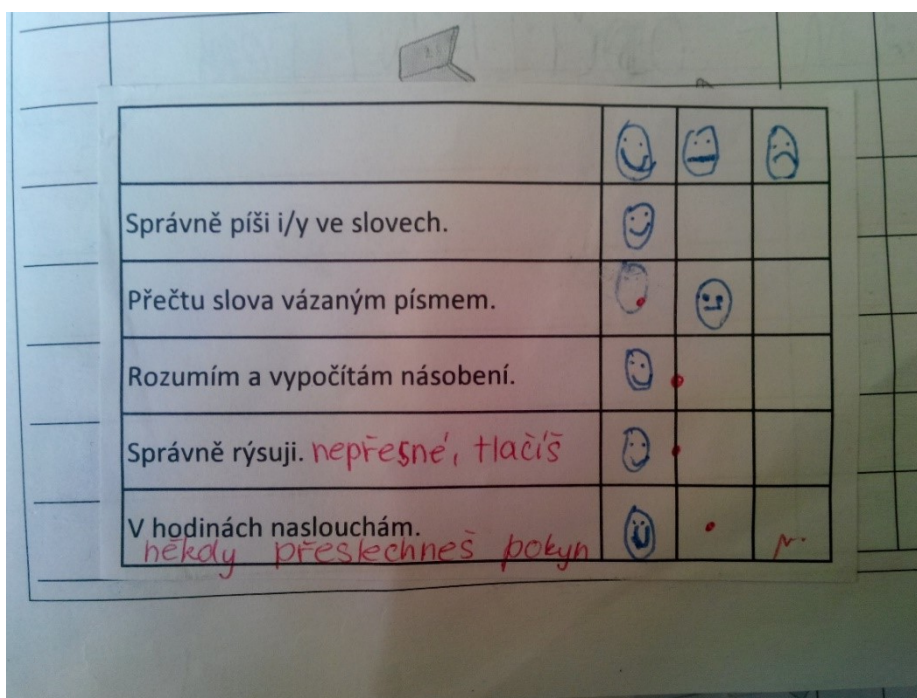 Správně píši i/y ve slovech.
Přečtu slova vázaným písmem.
Rozumím a vypočítám násobení.
Správně rýsuji. nepřesné, tlačíš
V hodinách naslouchám.
někdy přeslechneš pokyn